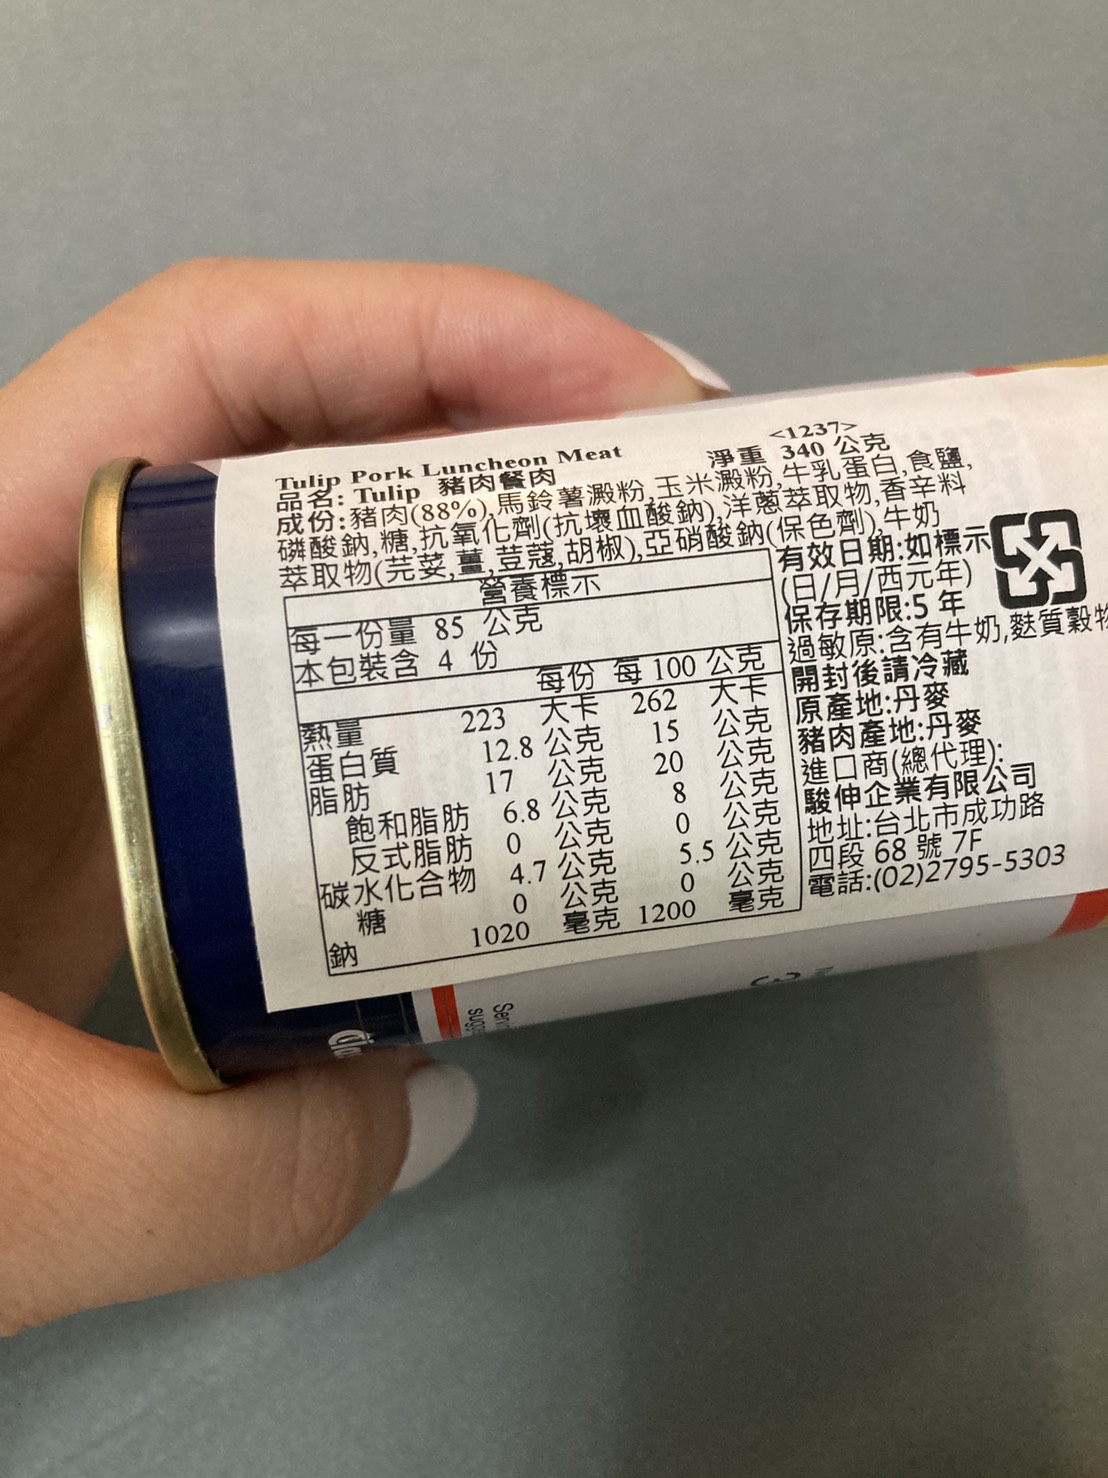 <1237>
Tulip Pork Luncheon Meat
品名: Tulip 豬肉餐肉 淨重 340 公克
成份:豬肉(88%),馬鈴薯澱粉,玉米澱粉,牛乳蛋白,食鹽,
磷酸鈉,糖,抗氧化劑(抗壞血酸鈉),洋蔥萃取物,香辛料
萃取物(芫荽,薑,荳蔻,胡椒),亞硝酸鈉(保色劑),牛奶
營養標示
每一份量 85 公克
本包裝含 4 份
每份 每 100 公克
熱量 223 大卡 262 大卡
蛋白質 12.8 公克 15 公克
脂肪 17 公克 20 公克
飽和脂肪 6.8 公克 8 公克
反式脂肪 0 公克 0 公克
碳水化合物 4.7 公克 5.5 公克
糖 0 公克 0 公克
鈉 1020 毫克 1200 毫克
有效日期:如標示
(日/月/西元年)
保存期限:5 年
過敏原:含有牛奶,麩質穀物
開封後請冷藏
原產地:丹麥
豬肉產地:丹麥
進口商(總代理):
駿伸企業有限公司
地址:台北市成功路
四段 68 號 7F
電話:(02)2795-5303